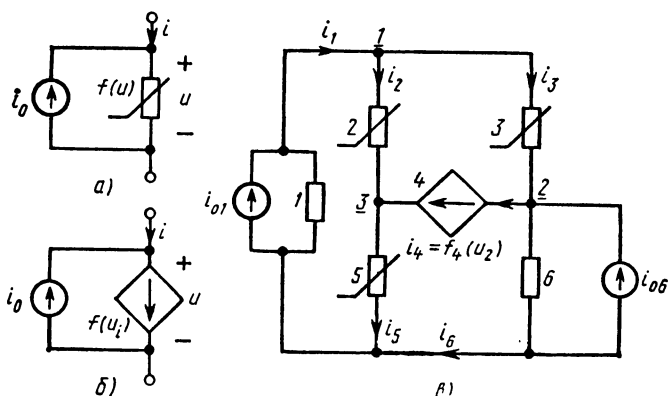 i
i₀
f(u)
+
u
−
а)
i
i₀
f(uᵢ)
+
u
−
б)
i₁
1
i₂
i₃
2
3
i₀₁
1
3
4
2
i₄ = f₄(u₂)
5
6
i₀₆
i₅
i₆
в)